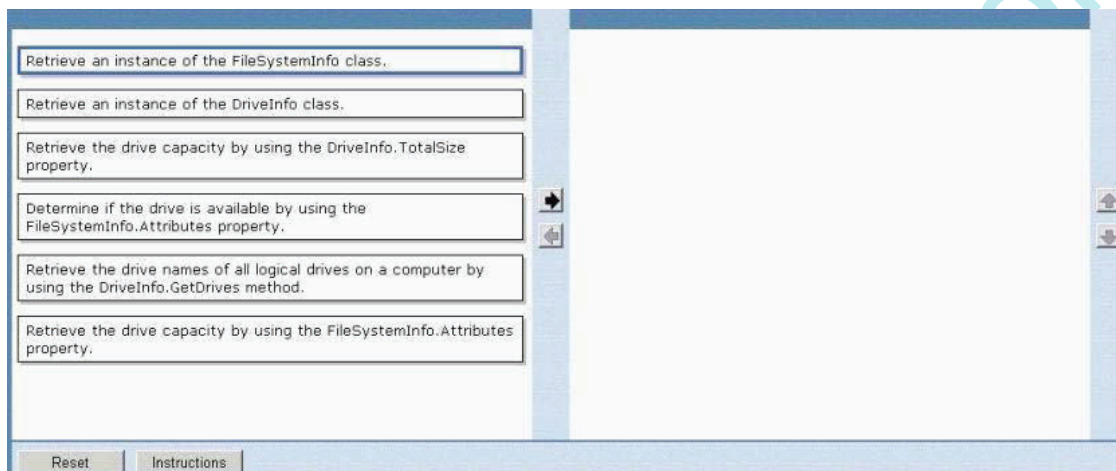 Retrieve an instance of the FileSystemInfo class.
Retrieve an instance of the DriveInfo class.
Retrieve the drive capacity by using the DriveInfo.TotalSize
property.
Determine if the drive is available by using the
FileSystemInfo.Attributes property.
Retrieve the drive names of all logical drives on a computer by
using the DriveInfo.GetDrives method.
Retrieve the drive capacity by using the FileSystemInfo.Attributes
property.
Reset Instructions